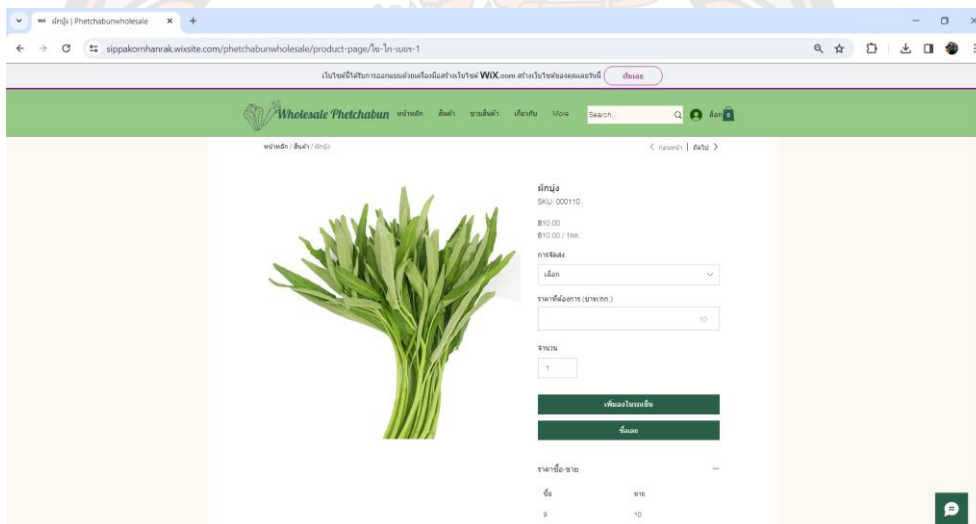 ผักบุ้ง | Phetchabunwholesale
sippakornhanrak.wixsite.com/phetchabunwholesale/product-page/ใย-ไก-เบอร-1
เว็บไซต์นี้ได้รับการออกแบบด้วยเครื่องมือสร้างเว็บไซต์ WiX.com สร้างเว็บไซต์ของคุณเลยวันนี้ เริ่มเลย
Wholesale Phetchabun หน้าหลัก สินค้า ขายสินค้า เกี่ยวกับ More Search... 0
หน้าหลัก / สินค้า / ผักบุ้ง
ก่อนหน้า | ถัดไป
ผักบุ้ง
SKU: 000110
฿10.00
฿10.00 / 1กก.
การจัดส่ง
เลือก
ราคาที่ต้องการ (บาท/กก.)
10
จำนวน
1
เพิ่มลงในรถเข็น
ซื้อเลย
ราคาซื้อ-ขาย
ซื้อ ขาย
9 10